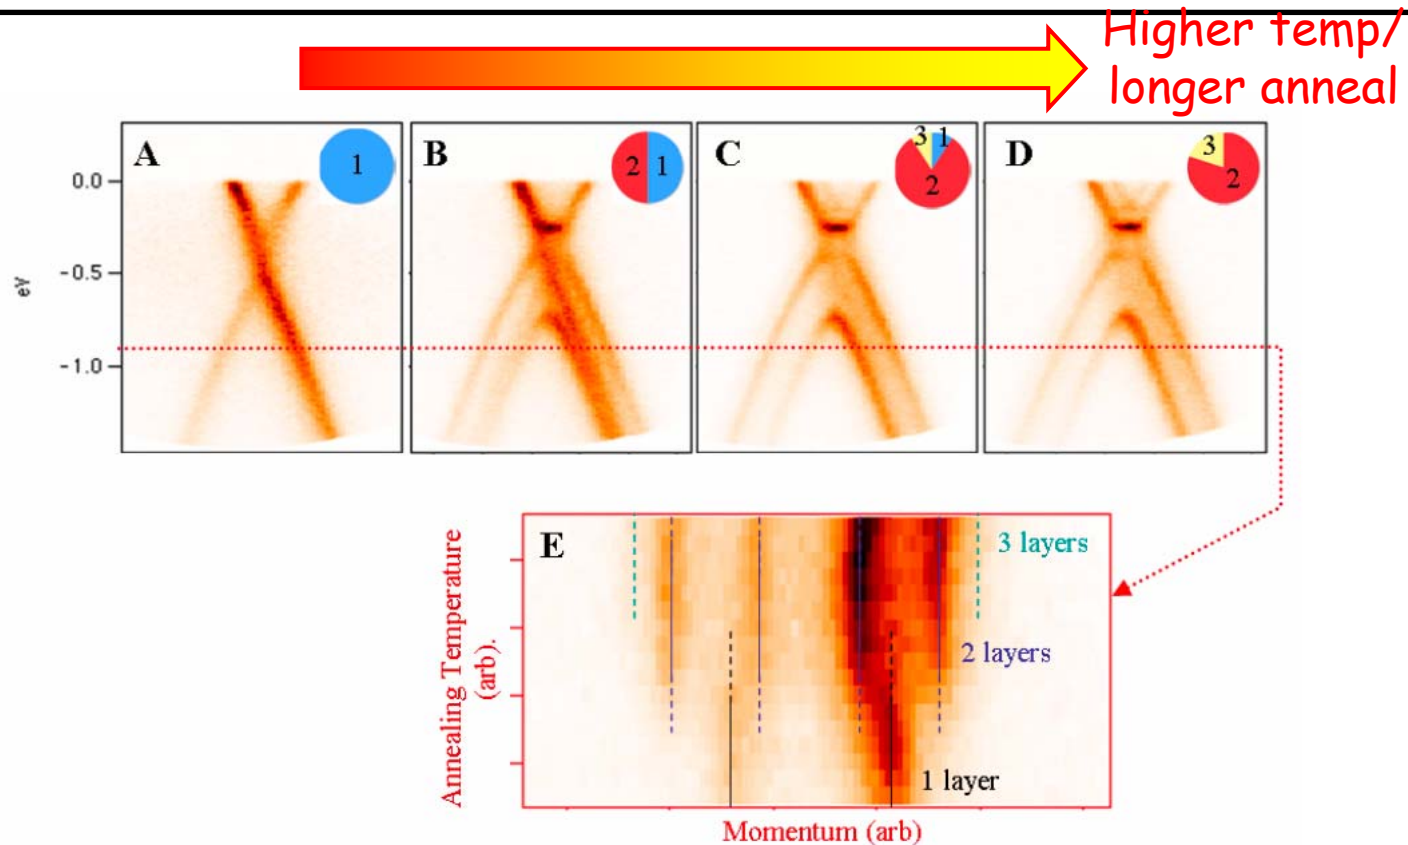 Higher temp/
longer anneal
A
1
B
2 1
C
3 1
2
D
3
2
0.0
-0.5
-1.0
eV
E
3 layers
2 layers
1 layer
Annealing Temperature
(arb).
Momentum (arb)